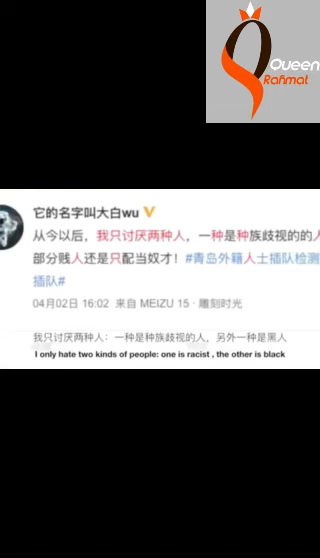 Queen
Rahmat
它的名字叫大白wu
从今以后，我只讨厌两种人，一种是种族歧视的的人
部分贱人还是只配当奴才！#青岛外籍人士插队检测
插队#
04月02日 16:02 来自 MEIZU 15 · 雕刻时光
我只讨厌两种人：一种是种族歧视的人，另外一种是黑人
I only hate two kinds of people: one is racist , the other is black